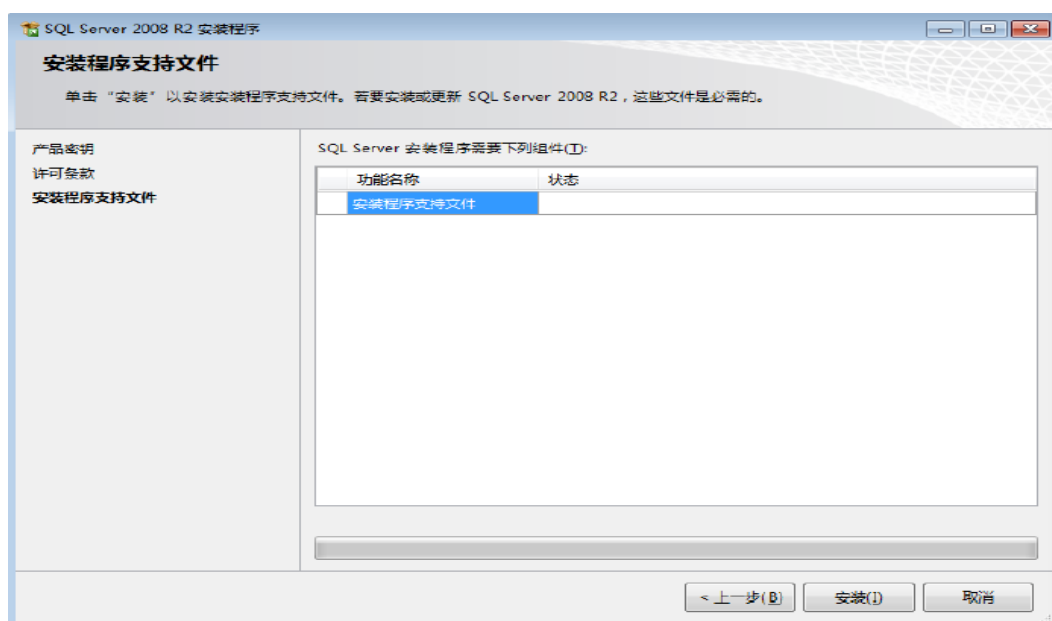 SQL Server 2008 R2 安装程序
安装程序支持文件
单击“安装”以安装安装程序支持文件。若要安装或更新 SQL Server 2008 R2，这些文件是必需的。
产品密钥
许可条款
安装程序支持文件
SQL Server 安装程序需要下列组件(T):
功能名称 状态
安装程序支持文件
< 上一步(B) 安装(I) 取消